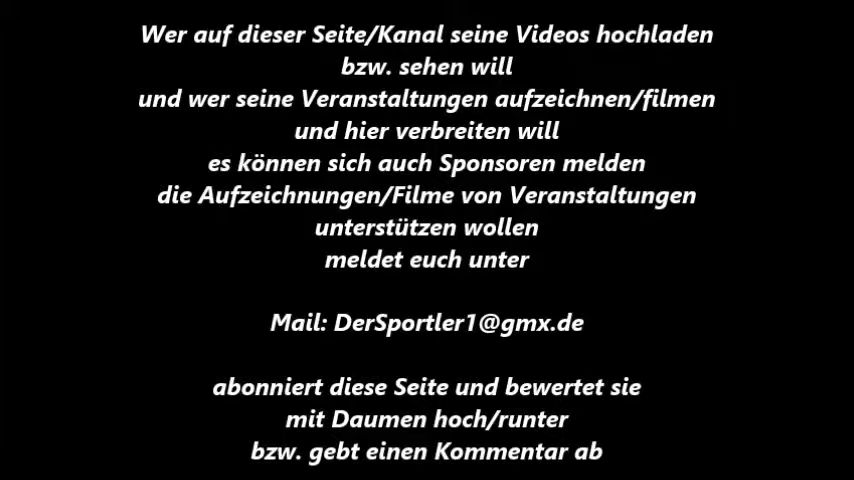 Wer auf dieser Seite/Kanal seine Videos hochladen
bzw. sehen will
und wer seine Veranstaltungen aufzeichnen/filmen
und hier verbreiten will
es können sich auch Sponsoren melden
die Aufzeichnungen/Filme von Veranstaltungen
unterstützen wollen
meldet euch unter
Mail: DerSportler1@gmx.de
abonniert diese Seite und bewertet sie
mit Daumen hoch/runter
bzw. gebt einen Kommentar ab